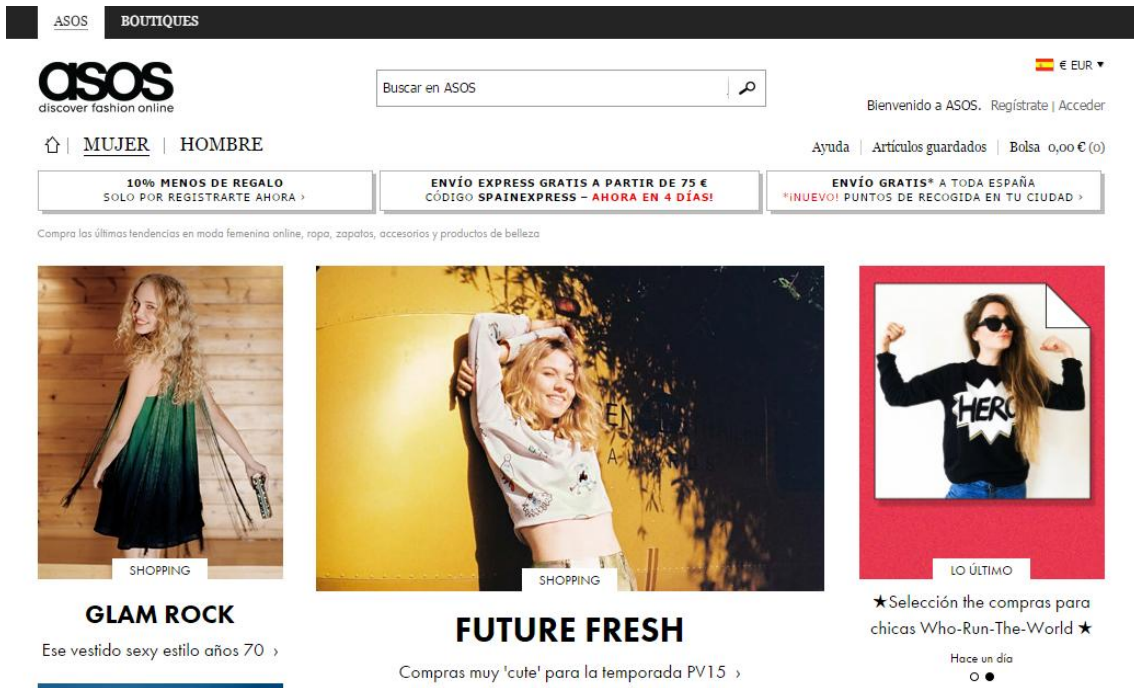 ASOS
BOUTIQUES
asos
discover fashion online
Buscar en ASOS
€ EUR
Bienvenido a ASOS. Regístrate | Acceder
MUJER | HOMBRE
Ayuda | Artículos guardados | Bolsa 0,00 € (0)
10% MENOS DE REGALO
SOLO POR REGISTRARTE AHORA ›
ENVÍO EXPRESS GRATIS A PARTIR DE 75 €
CÓDIGO SPAINEXPRESS – AHORA EN 4 DÍAS!
ENVÍO GRATIS* A TODA ESPAÑA
*¡NUEVO! PUNTOS DE RECOGIDA EN TU CIUDAD ›
Compra las últimas tendencias en moda femenina online, ropa, zapatos, accesorios y productos de belleza
SHOPPING
GLAM ROCK
Ese vestido sexy estilo años 70 ›
SHOPPING
FUTURE FRESH
Compras muy 'cute' para la temporada PV15 ›
HERO
LO ÚLTIMO
★Selección the compras para
chicas Who-Run-The-World ★
Hace un día